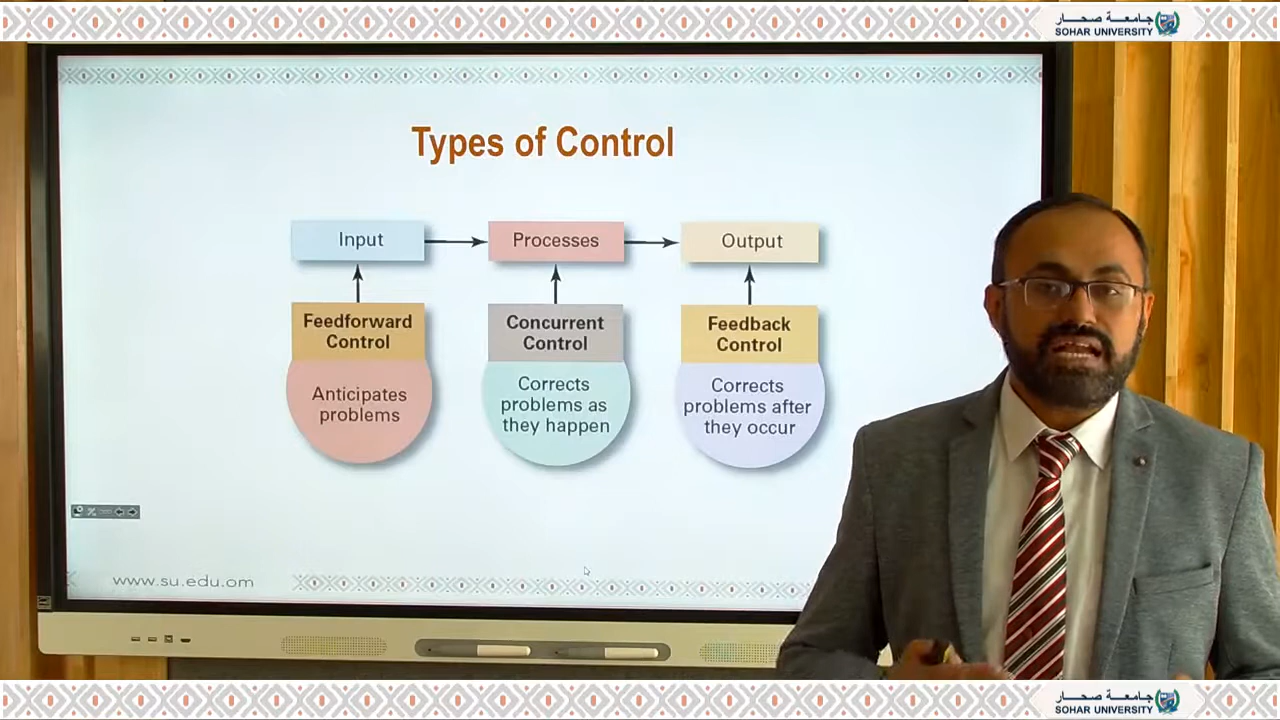 جامعة صحار
SOHAR UNIVERSITY
Types of Control
Input
Processes
Output
Feedforward
Control
Concurrent
Control
Feedback
Control
Anticipates
problems
Corrects
problems as
they happen
Corrects
problems after
they occur
www.su.edu.om
جامعة صحار
SOHAR UNIVERSITY